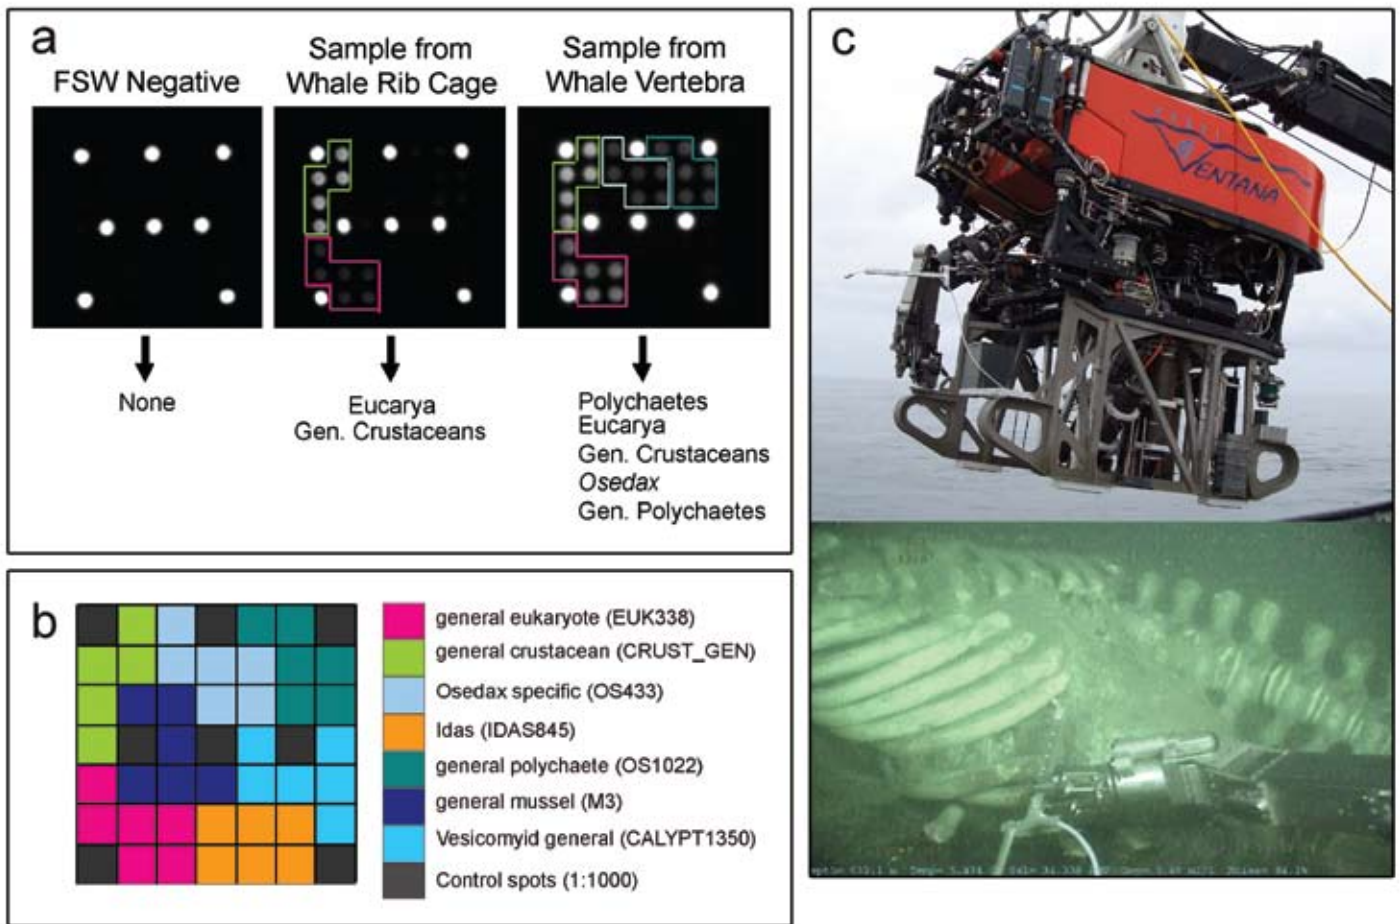 a
FSW Negative
Sample from
Whale Rib Cage
Sample from
Whale Vertebra
None
Eucarya
Gen. Crustaceans
Polychaetes
Eucarya
Gen. Crustaceans
Osedax
Gen. Polychaetes
b
general eukaryote (EUK338)
general crustacean (CRUST_GEN)
Osedax specific (OS433)
Idas (IDAS845)
general polychaete (OS1022)
general mussel (M3)
Vesicomyid general (CALYPT1350)
Control spots (1:1000)
c
VENTANA